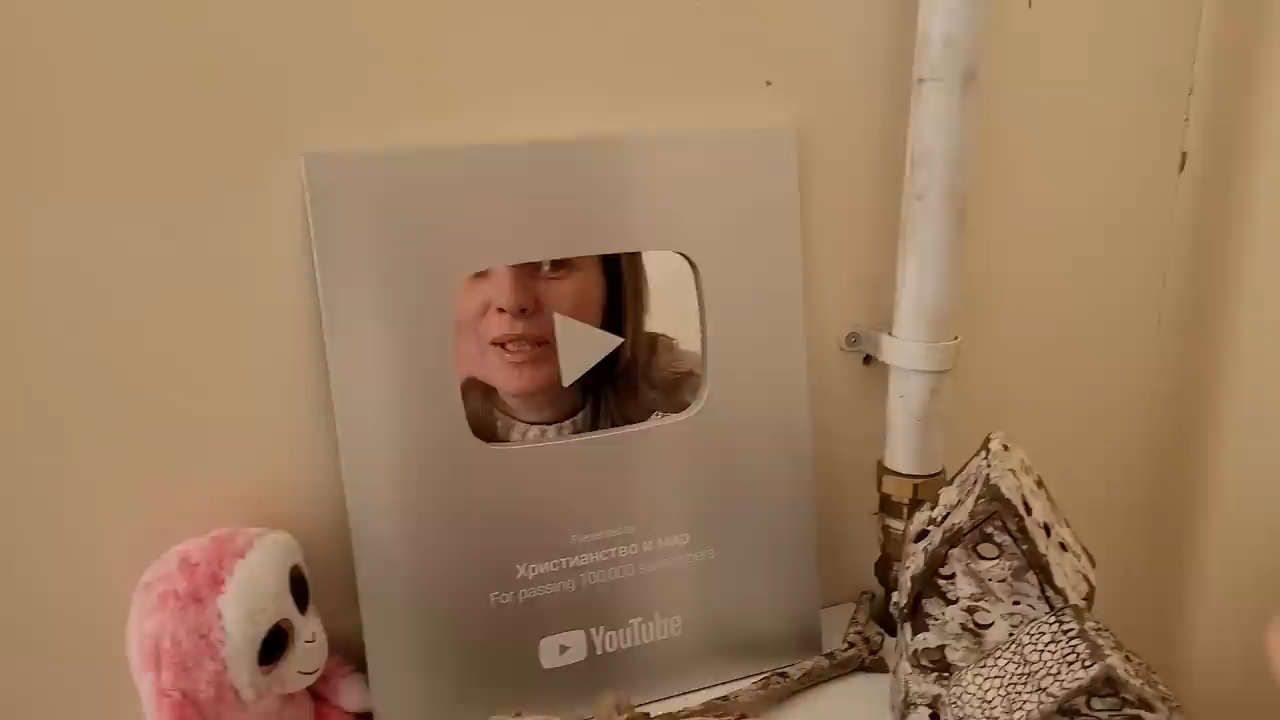 Presented to
Христианство и мир
For passing 100,000 subscribers
YouTube